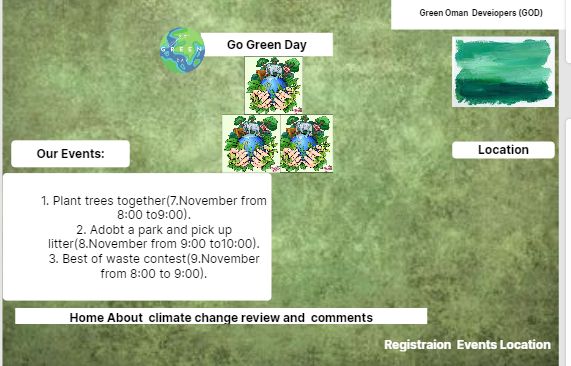 Green Oman Deveiopers (GOD)
GREEN
Go Green Day
Our Events:
Location
1. Plant trees together(7.November from
8:00 to9:00).
2. Adobt a park and pick up
litter(8.November from 9:00 to10:00).
3. Best of waste contest(9.November
from 8:00 to 9:00).
Home About climate change review and comments
Registraion Events Location